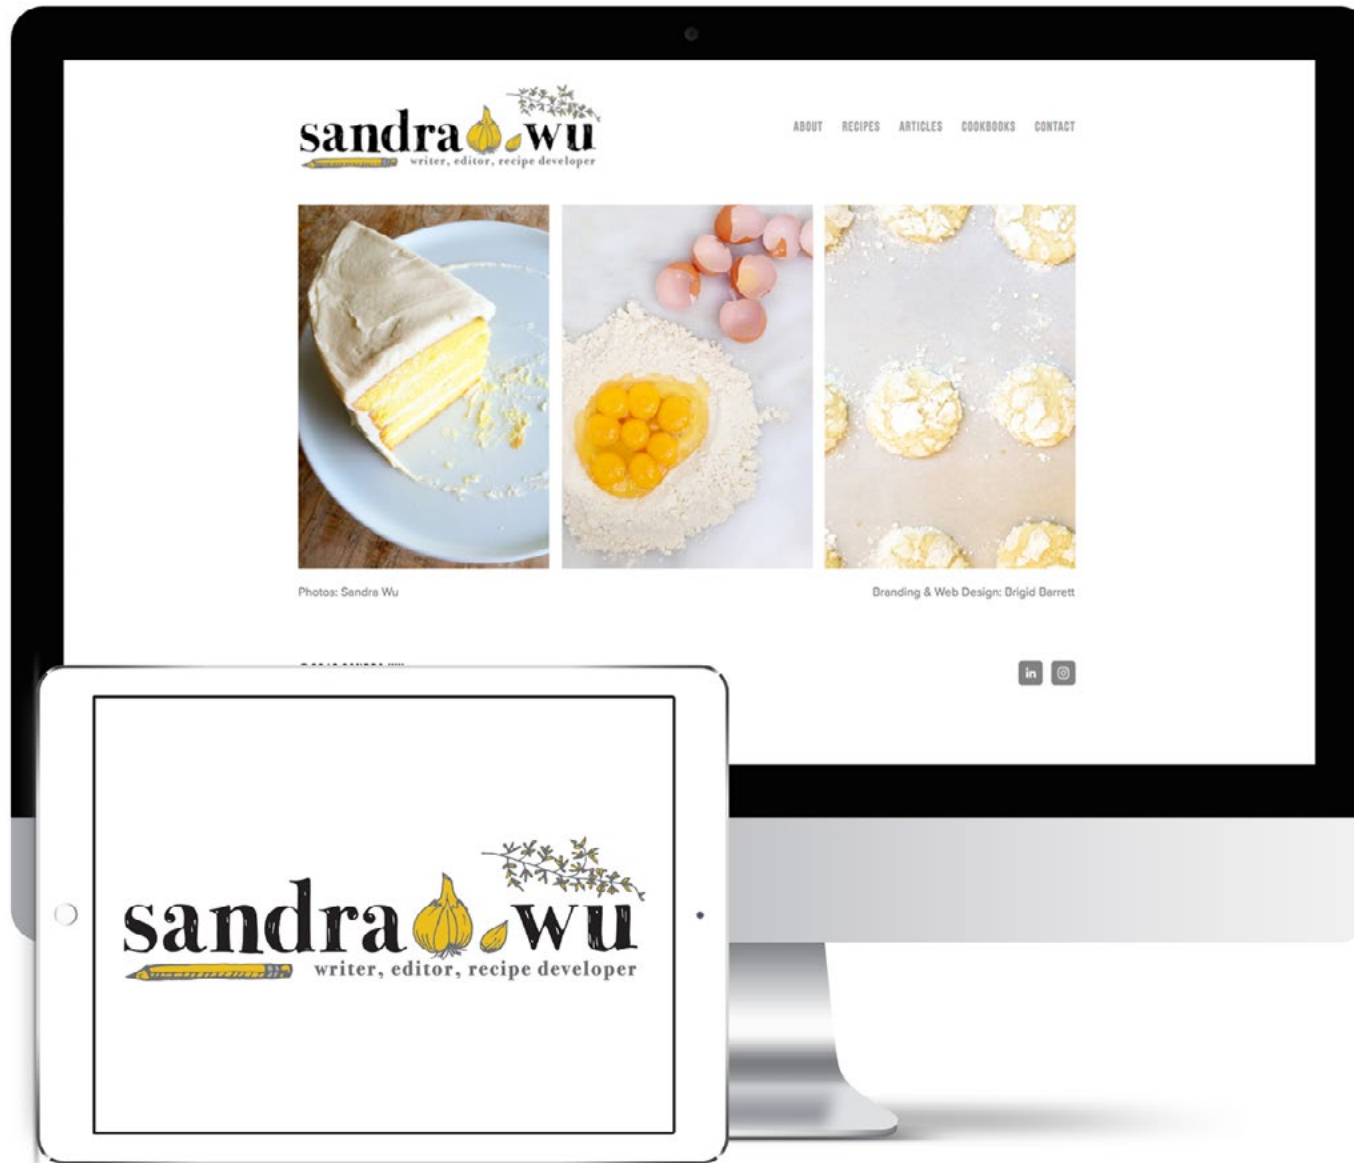 sandra wu
writer, editor, recipe developer
ABOUT RECIPES ARTICLES COOKBOOKS CONTACT
Photos: Sandra Wu
Branding & Web Design: Brigid Barrett
in
sandra wu
writer, editor, recipe developer